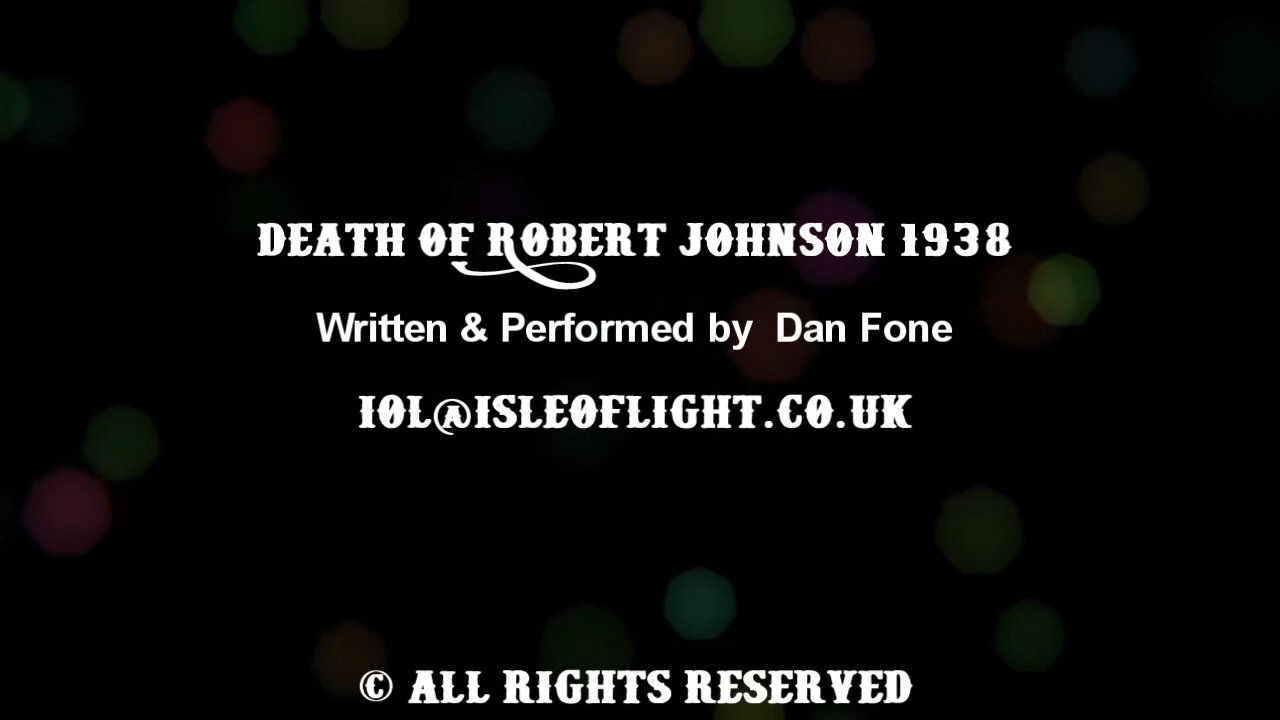 DEATH OF ROBERT JOHNSON 1938
Written & Performed by  Dan Fone
IOL@ISLEOFLIGHT.CO.UK
© ALL RIGHTS RESERVED